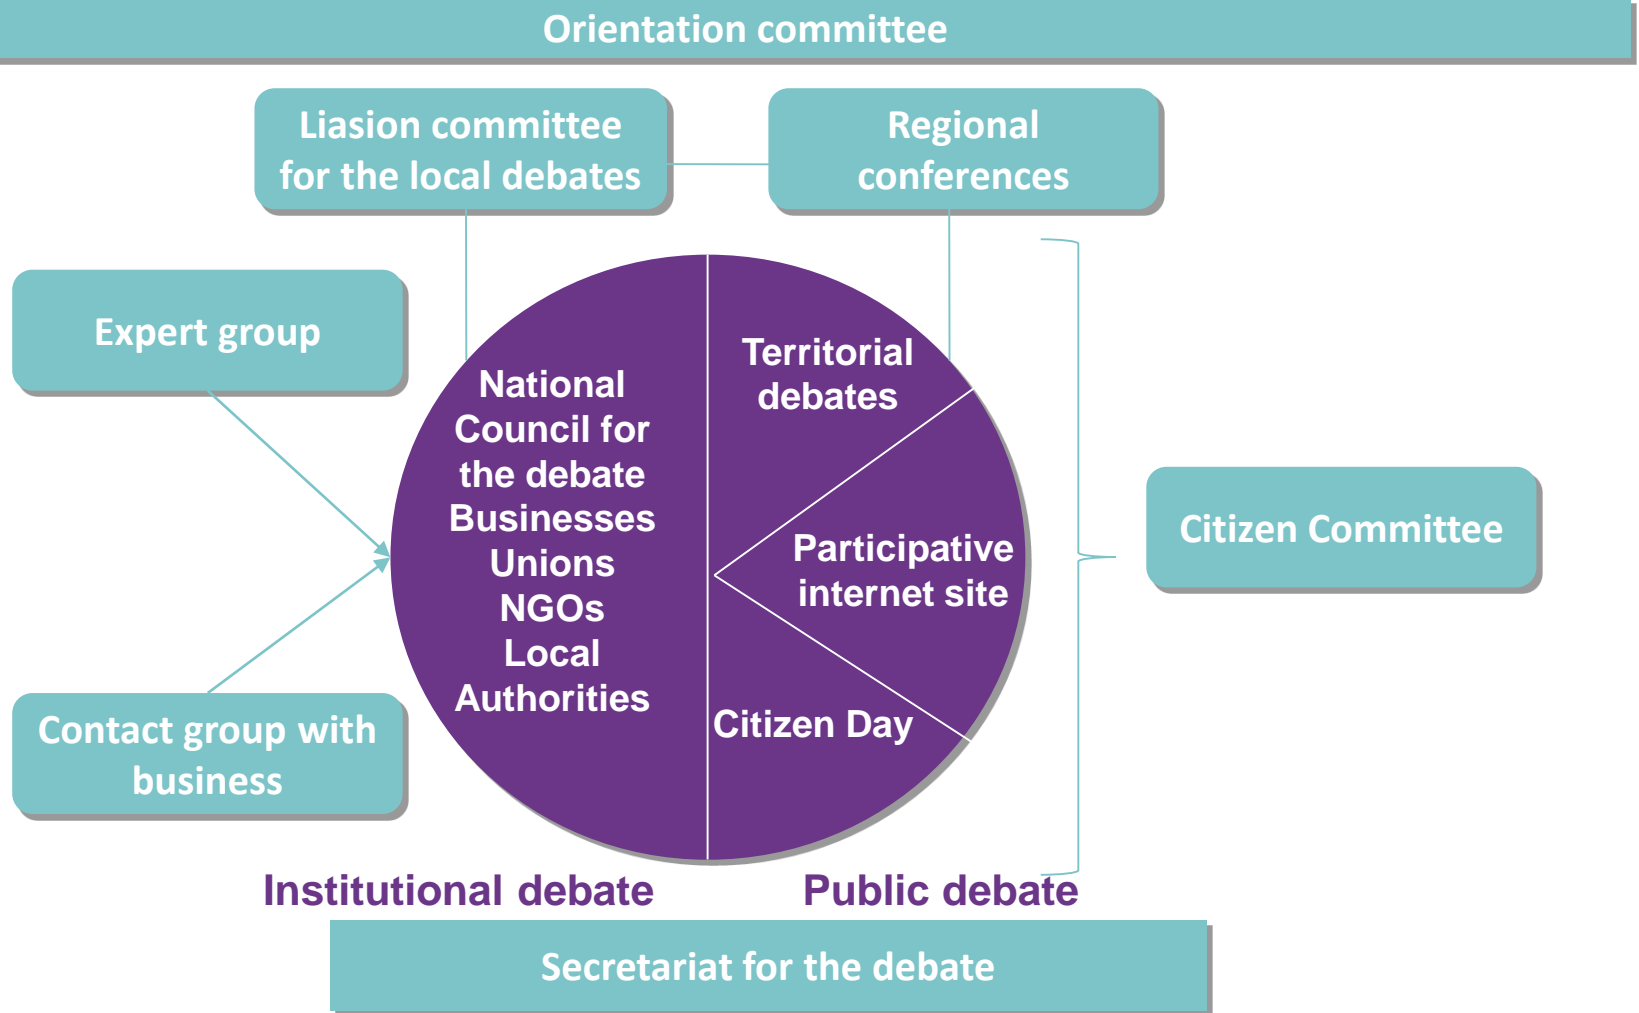 Orientation committee
Liasion committee
for the local debates
Regional
conferences
Expert group
Territorial
debates
National
Council for
the debate
Businesses
Unions
NGOs
Local
Authorities
Participative
internet site
Citizen Committee
Citizen Day
Contact group with
business
Institutional debate
Public debate
Secretariat for the debate